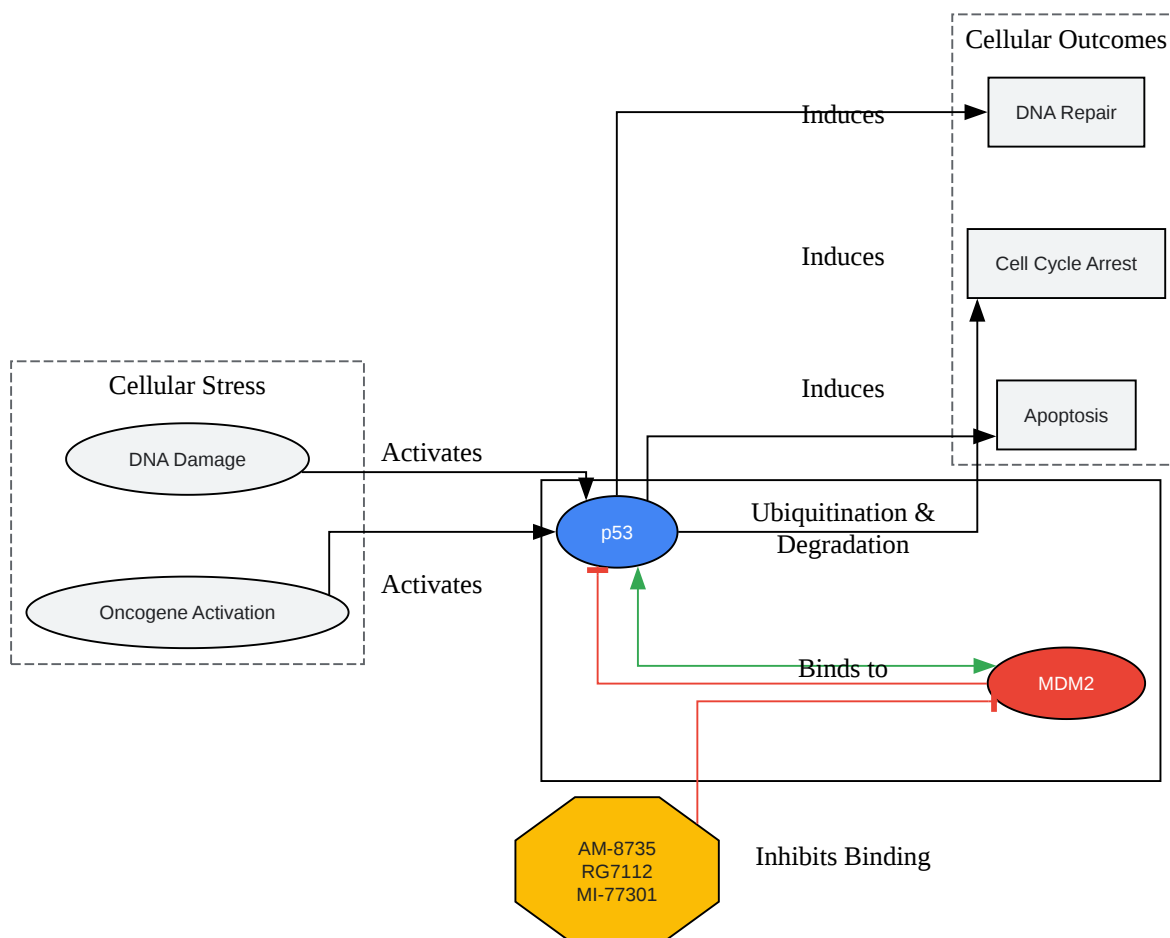 Cellular Outcomes
DNA Repair
Induces
Cell Cycle Arrest
Induces
Apoptosis
Induces
Cellular Stress
DNA Damage
Activates
Oncogene Activation
Activates
p53
Ubiquitination &
Degradation
Binds to
MDM2
AM-8735
RG7112
MI-77301
Inhibits Binding